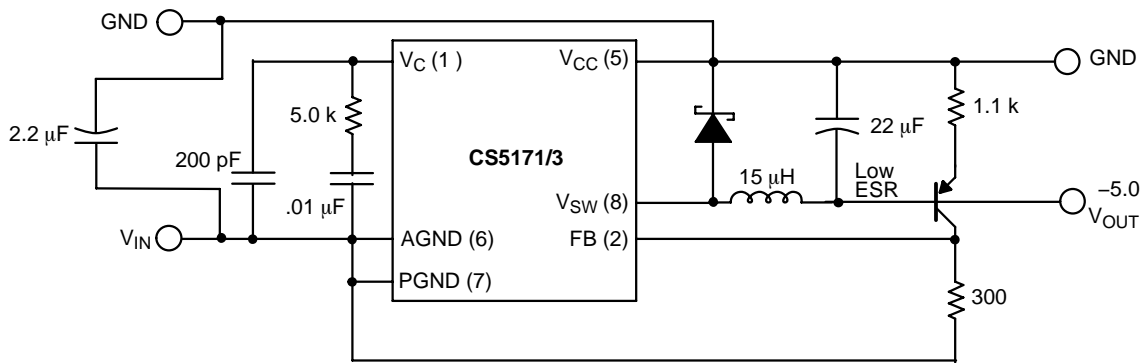 GND
V_C (1 )
V_CC (5)
GND
5.0 k
1.1 k
2.2 μF
22 μF
200 pF
CS5171/3
.01 μF
15 μH
Low
ESR
−5.0
V_OUT
V_SW (8)
V_IN
AGND (6)
FB (2)
PGND (7)
300